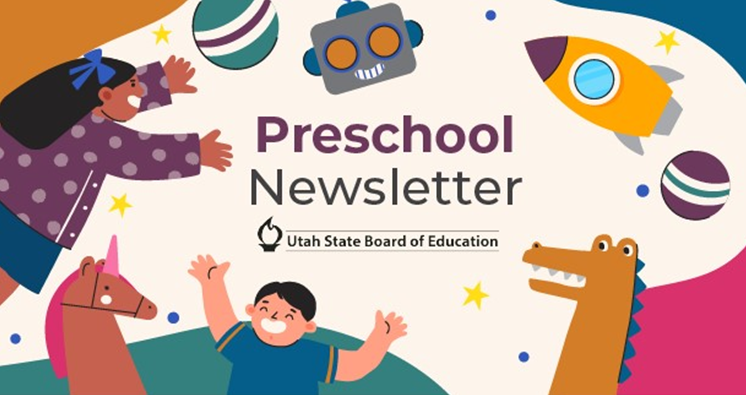 Preschool
Newsletter
Utah State Board of Education